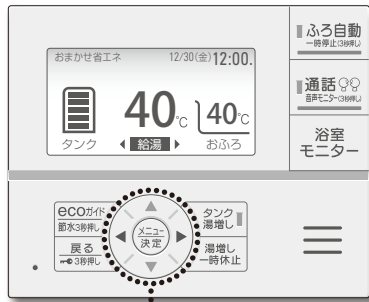 おまかせ省エネ 12/30(金)12:00.
40℃ 40℃
タンク ◀ 給湯 ▶ おふろ
ふろ自動
一時停止(3秒押し)
通話
音声モニター(3秒押し)
浴室
モニター
ecoガイド
節水3秒押し
戻る
3秒押し
メニュー
決定
タンク
湯増し
湯増し
一時休止